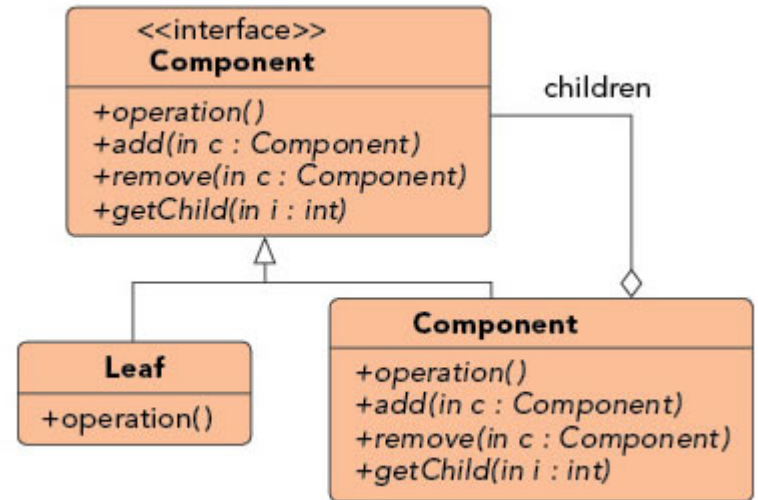 <<interface>>
Component
+operation()
+add(in c : Component)
+remove(in c : Component)
+getChild(in i : int)
children
Leaf
+operation()
Component
+operation()
+add(in c : Component)
+remove(in c : Component)
+getChild(in i : int)